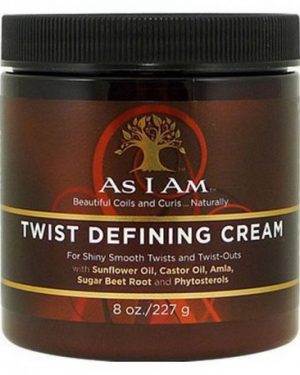 As I Am
Beautiful Coils and Curls ... Naturally
TWIST DEFINING CREAM
For Shiny Smooth Twists and Twist-Outs
with Sunflower Oil, Castor Oil, Amla,
Sugar Beet Root and Phytosterols
8 oz./227 g